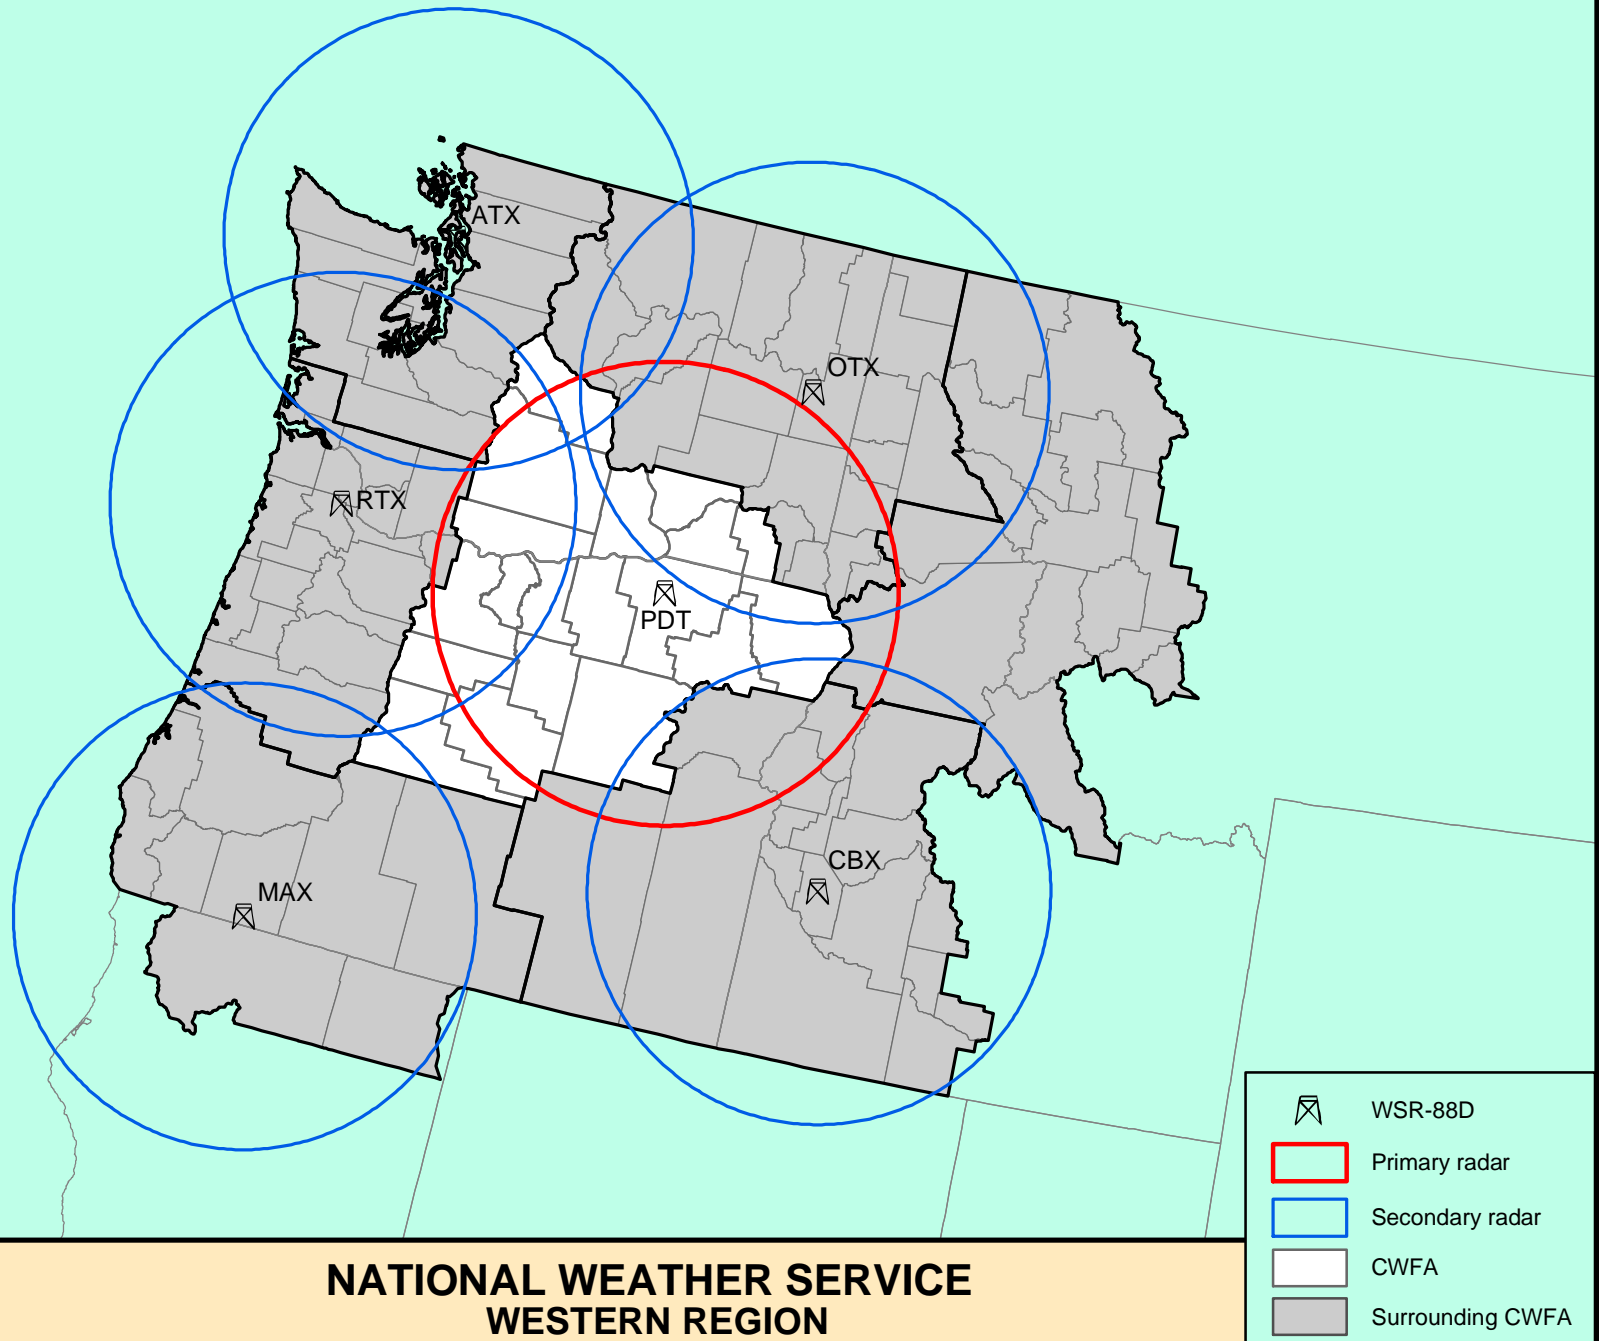 ATX
OTX
RTX
PDT
CBX
MAX
WSR-88D
Primary radar
Secondary radar
CWFA
Surrounding CWFA
NATIONAL WEATHER SERVICE
WESTERN REGION